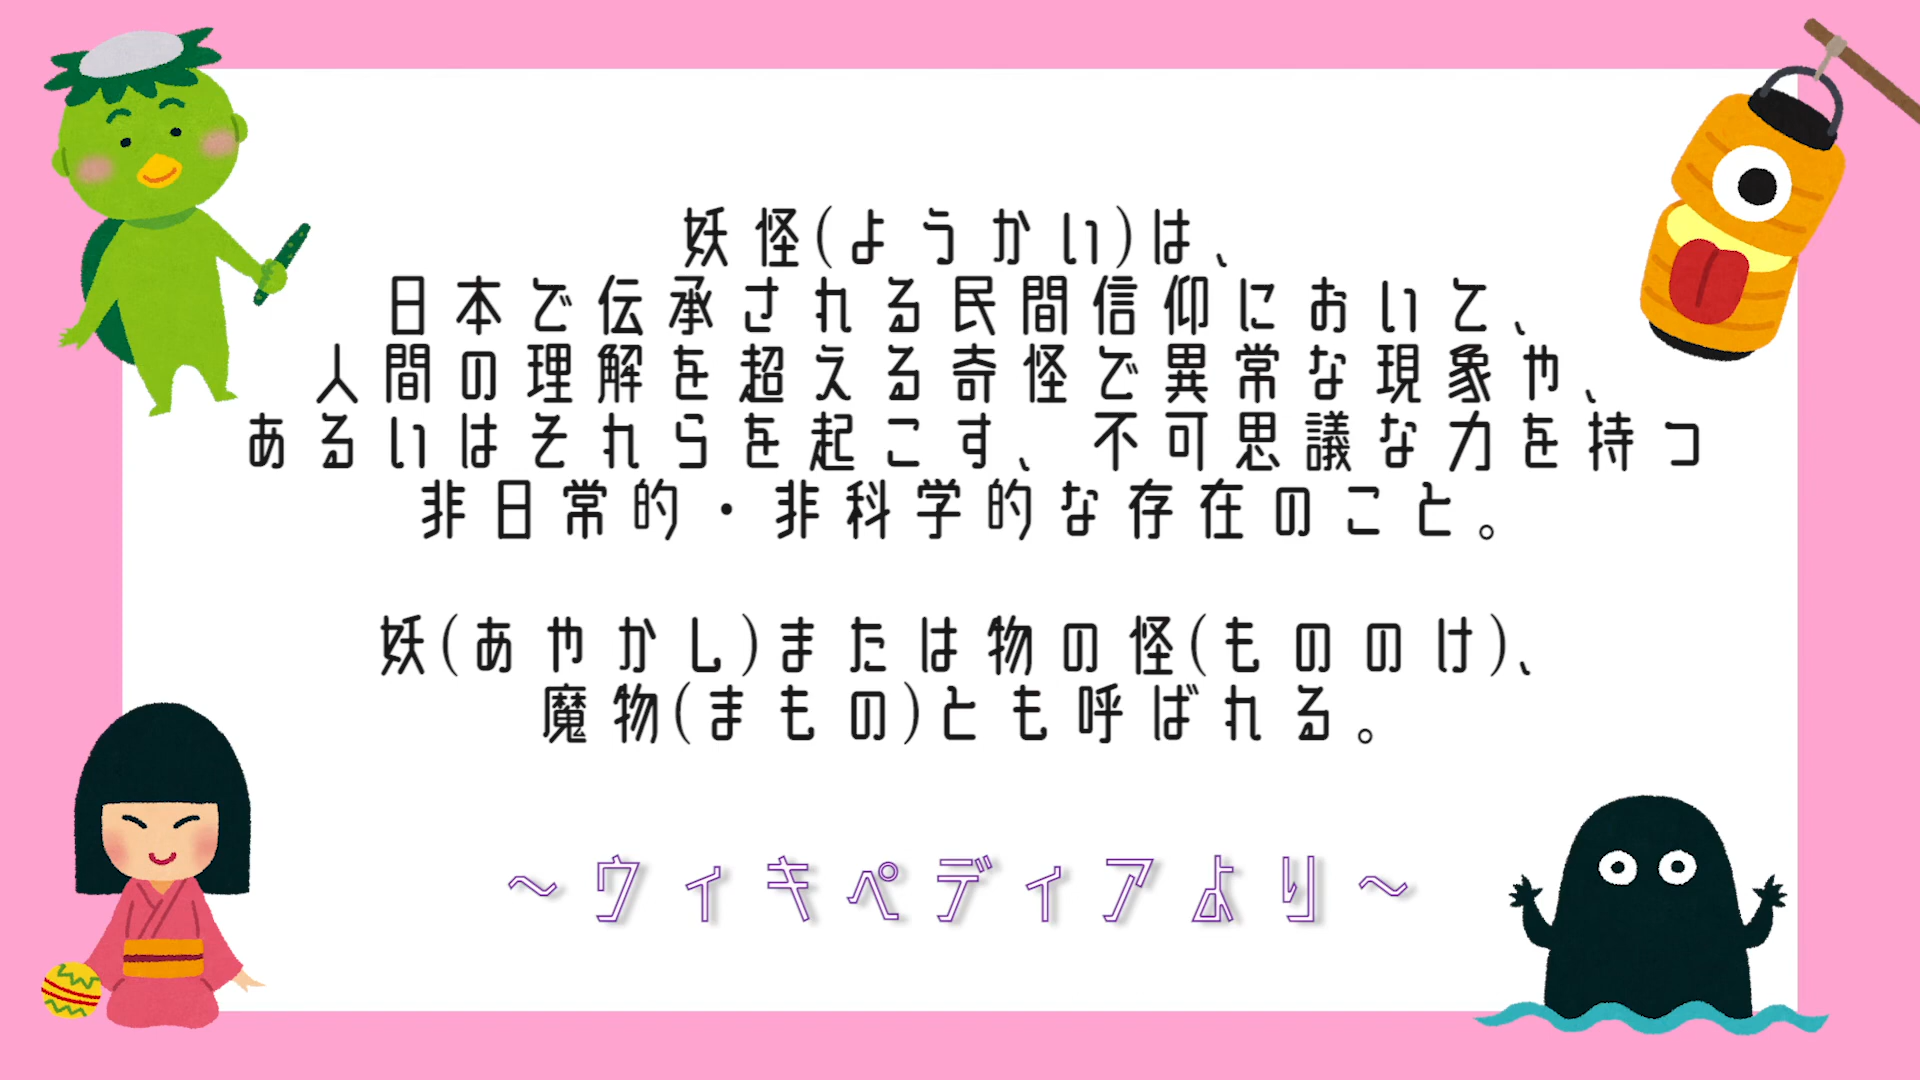 妖怪(ようかい)は、
日本で伝承される民間信仰において、
人間の理解を超える奇怪で異常な現象や、
あるいはそれらを起こす、不可思議な力を持つ
非日常的・非科学的な存在のこと。
妖(あやかし)または物の怪(もののけ)、
魔物(まもの)とも呼ばれる。
～ウィキペディアより～